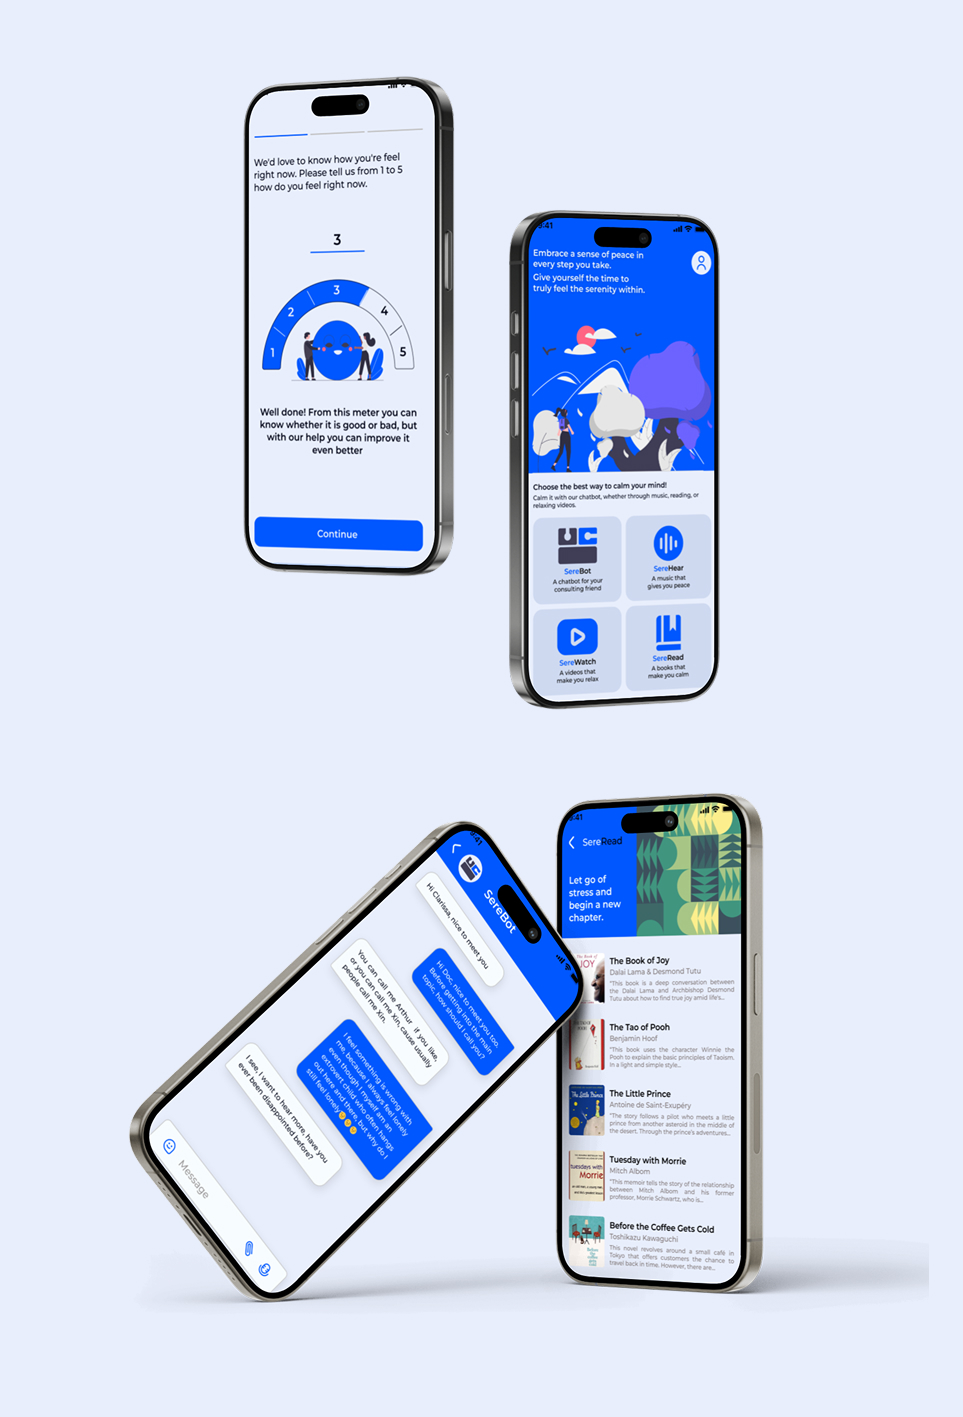 We'd love to know how you're feel
right now. Please tell us from 1 to 5
how do you feel right now.
3
1
2
3
4
5
Well done! From this meter you can
know whether it is good or bad, but
with our help you can improve it
even better
Continue
9:41
Embrace a sense of peace in
every step you take.
Give yourself the time to
truly feel the serenity within.
Choose the best way to calm your mind!
Calm it with our chatbot, whether through music, reading, or
relaxing videos.
SereBot
A chatbot for your
consulting friend
SereHear
A music that
gives you peace
SereWatch
A videos that
make you relax
SereRead
A books that
make you calm
9:41
SereBot
Hi Clarissa, nice to meet you
Hi Doc, nice to meet you too.
Before getting into the main
topic, how should I call you?
You can call me Arthur if you like,
or you can call me Xin, cause usually
people call me Xin.
I feel something is wrong with
me, because I always feel lonely
even though I myself am an
extrovert child who often hangs
out here and there, but why do I
still feel lonely😢😢😢
I see, I want to hear more, have you
ever been disappointed before?
Message
9:41
SereRead
Let go of
stress and
begin a new
chapter.
The Book of
JOY
The Book of Joy
Dalai Lama & Desmond Tutu
"This book is a deep conversation between
the Dalai Lama and Archbishop Desmond
Tutu about how to find true joy amid life's...
The Tao of Pooh
Benjamin Hoof
"This book uses the character Winnie the
Pooh to explain the basic principles of Taoism.
In a light and simple style...
The Little Prince
The Little Prince
Antoine de Saint-Exupéry
"The story follows a pilot who meets a little
prince from another asteroid in the middle of
the desert. Through the prince's adventures...
tuesdays with
Morrie
Tuesday with Morrie
Mitch Albom
"This memoir tells the story of the relationship
between Mitch Albom and his former
professor. Morrie Schwartz, who is...
Before the
coffee gets
cold
Before the Coffee Gets Cold
Toshikazu Kawaguchi
This novel revolves around a small café in
Tokyo that offers customers the chance to
travel back in time. However, there are...